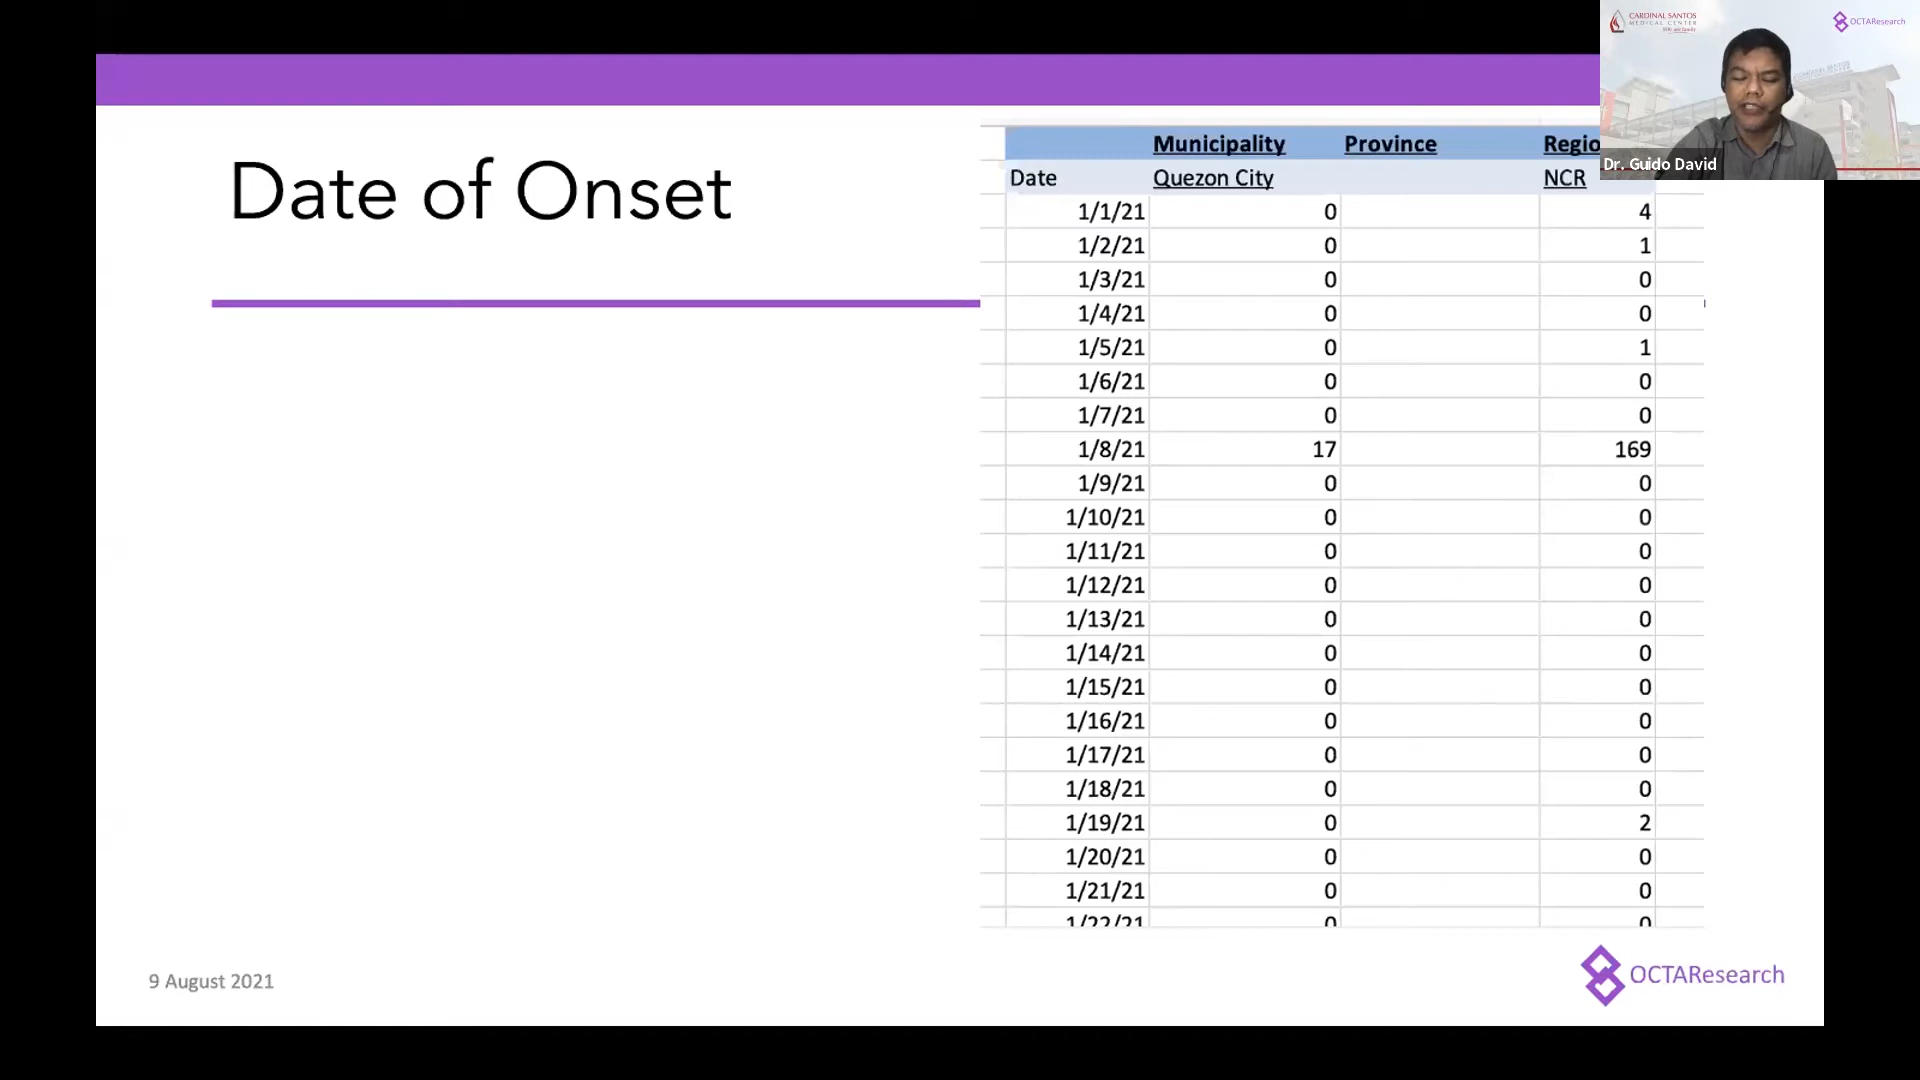 CARDINAL SANTOS
MEDICAL CENTER
OCTAResearch
Dr. Guido David
Date of Onset
Municipality Province Regio
Date Quezon City NCR
1/1/21 0 4
1/2/21 0 1
1/3/21 0 0
1/4/21 0 0
1/5/21 0 1
1/6/21 0 0
1/7/21 0 0
1/8/21 17 169
1/9/21 0 0
1/10/21 0 0
1/11/21 0 0
1/12/21 0 0
1/13/21 0 0
1/14/21 0 0
1/15/21 0 0
1/16/21 0 0
1/17/21 0 0
1/18/21 0 0
1/19/21 0 2
1/20/21 0 0
1/21/21 0 0
1/22/21 0 0
9 August 2021
OCTAResearch